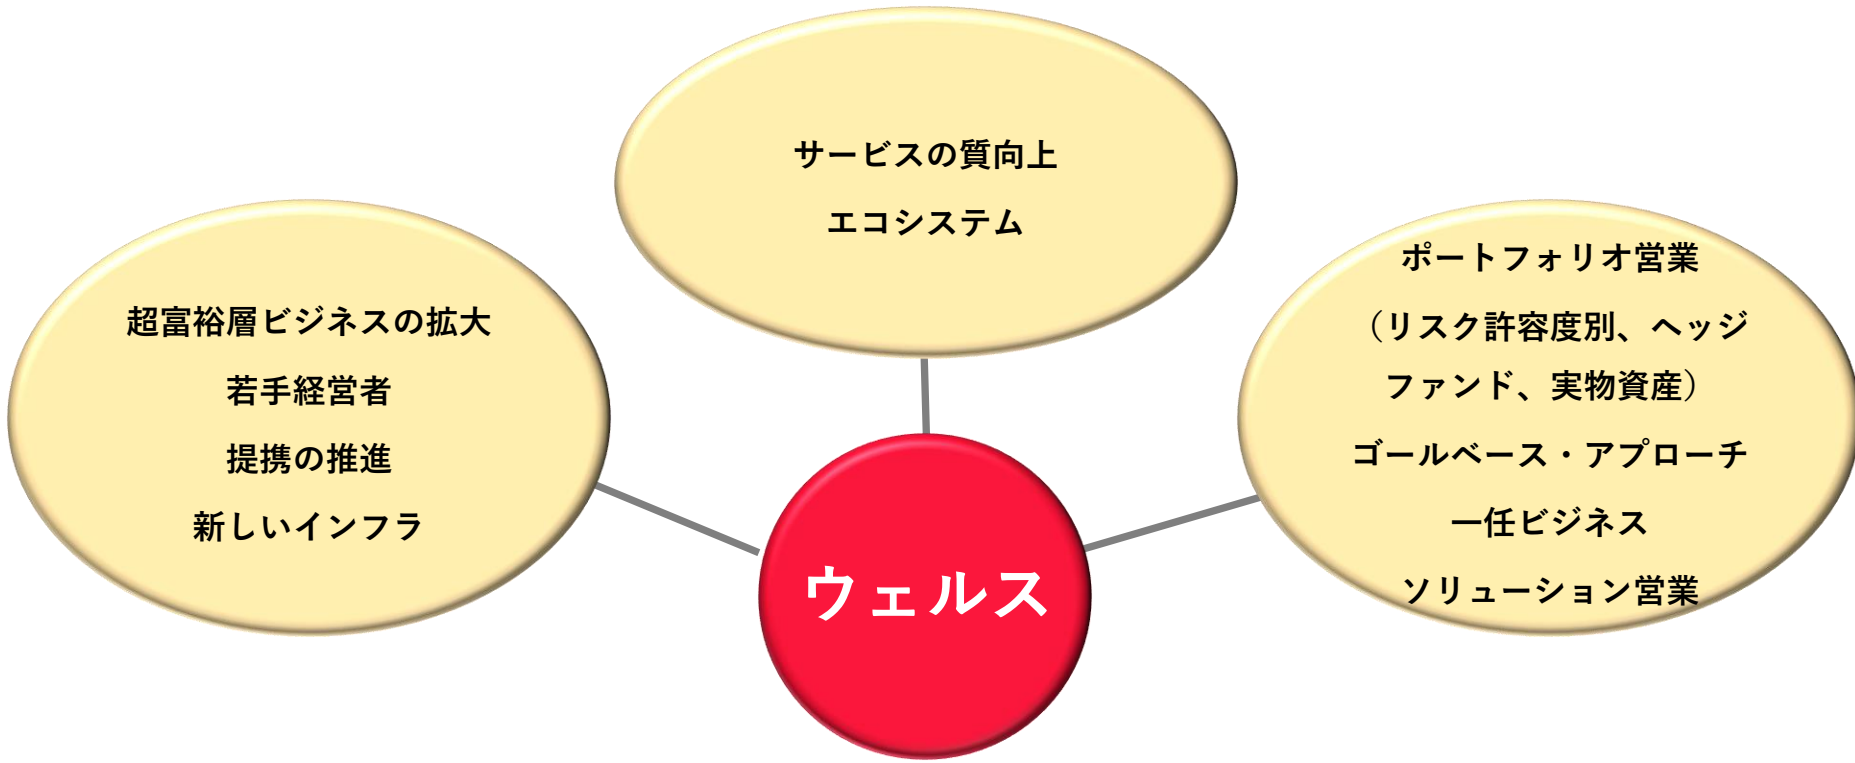 サービスの質向上
エコシステム
超富裕層ビジネスの拡大
若手経営者
提携の推進
新しいインフラ
ポートフォリオ営業
（リスク許容度別、ヘッジ
ファンド、実物資産）
ゴールベース・アプローチ
一任ビジネス
ソリューション営業
ウェルス